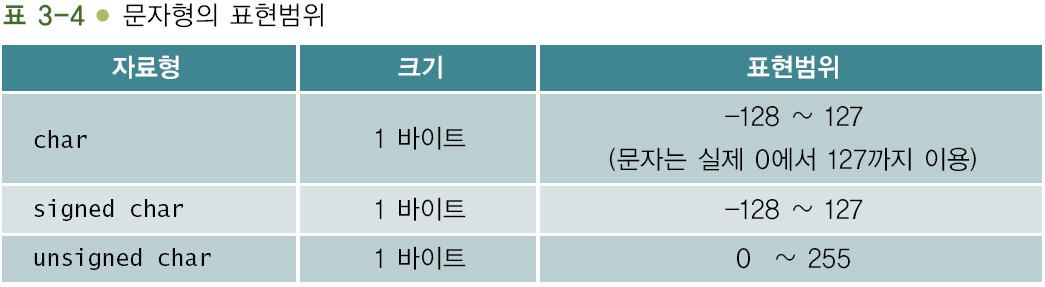 표 3-4 ● 문자형의 표현범위
자료형 크기 표현범위
char 1 바이트 -128 ~ 127
(문자는 실제 0에서 127까지 이용)
signed char 1 바이트 -128 ~ 127
unsigned char 1 바이트 0 ~ 255